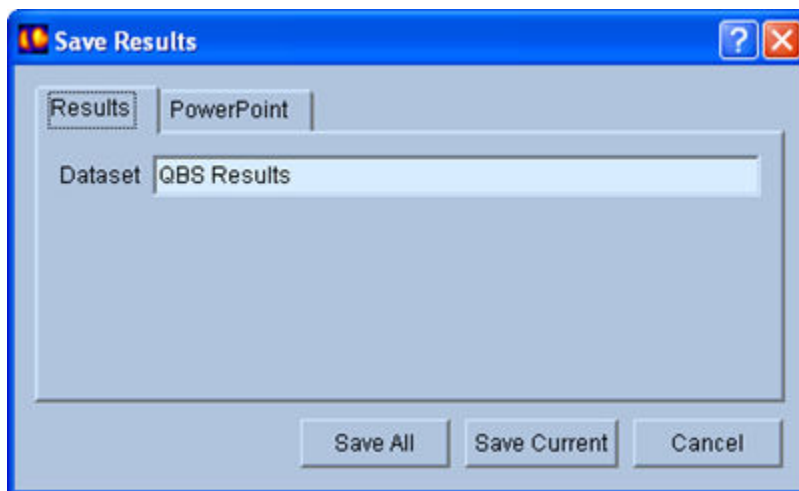 Save Results
?
Results PowerPoint
Dataset QBS Results
Save All Save Current Cancel